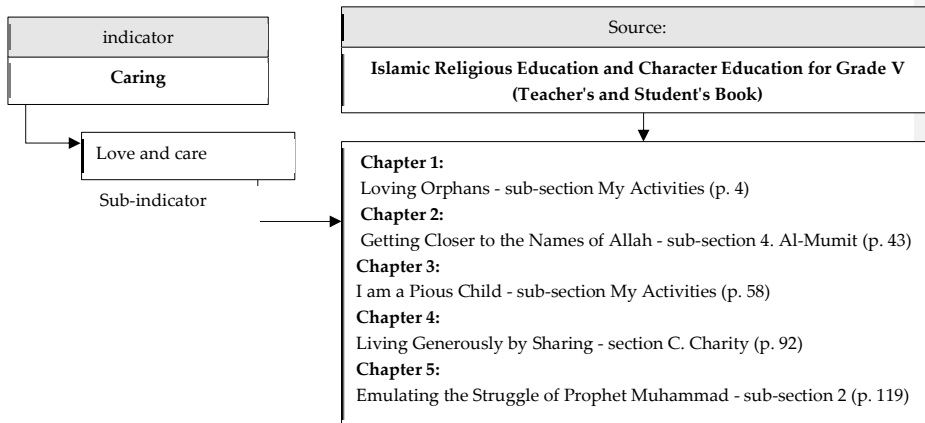 indicator
Caring
Love and care
Sub-indicator
Source:
Islamic Religious Education and Character Education for Grade V
(Teacher's and Student's Book)
Chapter 1:
Loving Orphans - sub-section My Activities (p. 4)
Chapter 2:
Getting Closer to the Names of Allah - sub-section 4. Al-Mumit (p. 43)
Chapter 3:
I am a Pious Child - sub-section My Activities (p. 58)
Chapter 4:
Living Generously by Sharing - section C. Charity (p. 92)
Chapter 5:
Emulating the Struggle of Prophet Muhammad - sub-section 2 (p. 119)